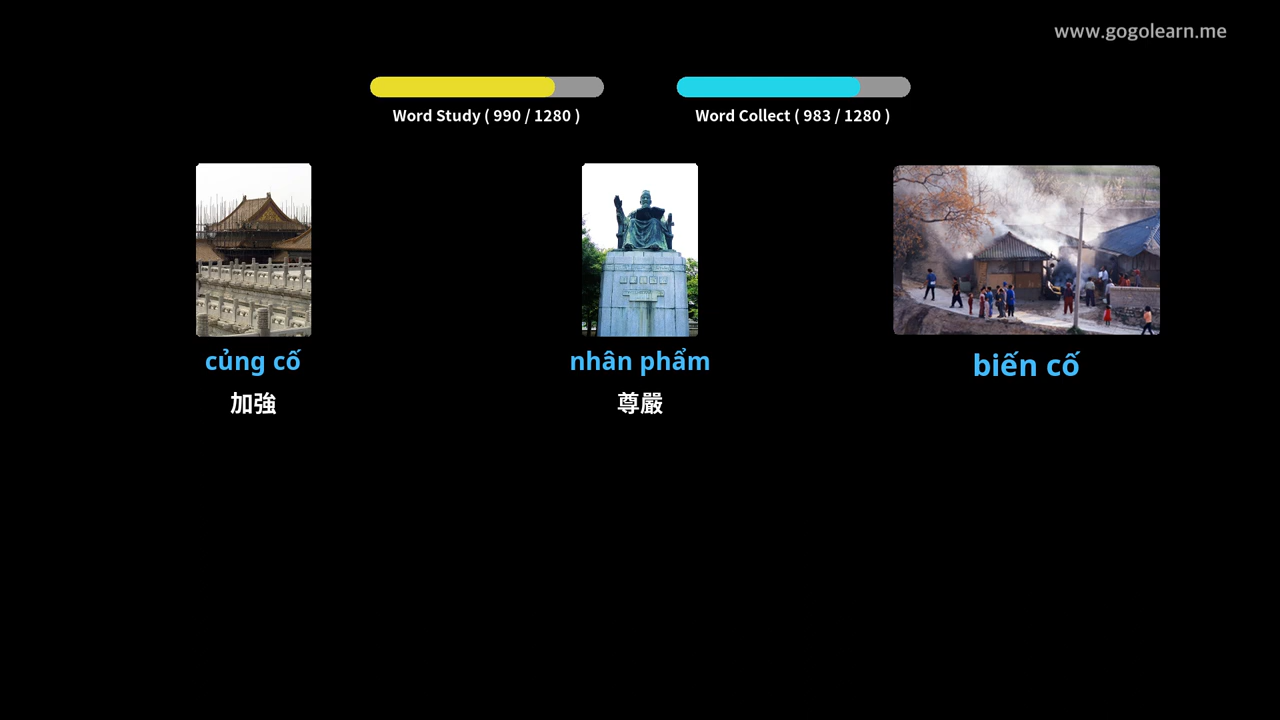 www.gogolearn.me
Word Study ( 990 / 1280 )
Word Collect ( 983 / 1280 )
củng cố
nhân phẩm
biến cố
加強
尊嚴